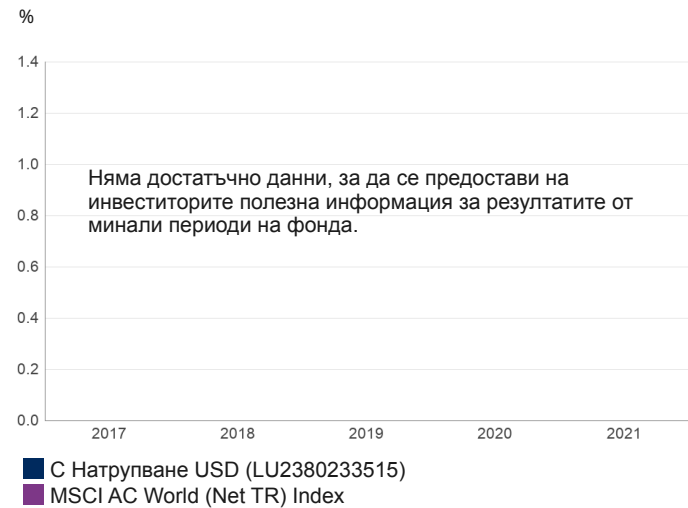 %
1.4
1.2
1.0
Няма достатъчно данни, за да се предостави на
инвеститорите полезна информация за резултатите от
минали периоди на фонда.
0.8
0.6
0.4
0.2
0.0
2017 2018 2019 2020 2021
C Натрупване USD (LU2380233515)
MSCI AC World (Net TR) Index